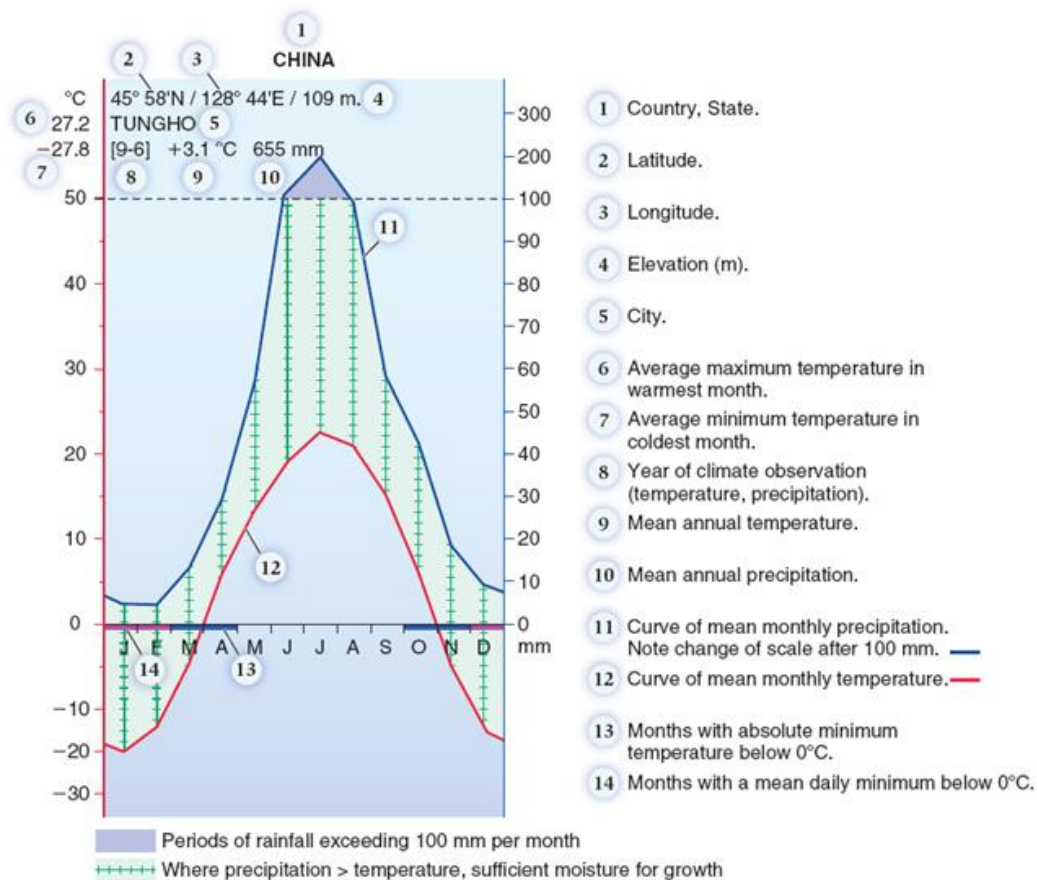 1
CHINA
2
3
°C
45° 58'N / 128° 44'E / 109 m.
4
6
27.2
TUNGHO
5
−27.8
[9-6] +3.1 °C 655 mm
7
8
9
10
300
200
50
100
11
90
40
80
70
30
60
50
20
40
30
10
20
12
10
0
0
J F M A M J J A S O N D
mm
14
13
−10
−20
−30
1 Country, State.
2 Latitude.
3 Longitude.
4 Elevation (m).
5 City.
6 Average maximum temperature in
warmest month.
7 Average minimum temperature in
coldest month.
8 Year of climate observation
(temperature, precipitation).
9 Mean annual temperature.
10 Mean annual precipitation.
11 Curve of mean monthly precipitation.
Note change of scale after 100 mm.
12 Curve of mean monthly temperature.
13 Months with absolute minimum
temperature below 0°C.
14 Months with a mean daily minimum below 0°C.
Periods of rainfall exceeding 100 mm per month
Where precipitation > temperature, sufficient moisture for growth